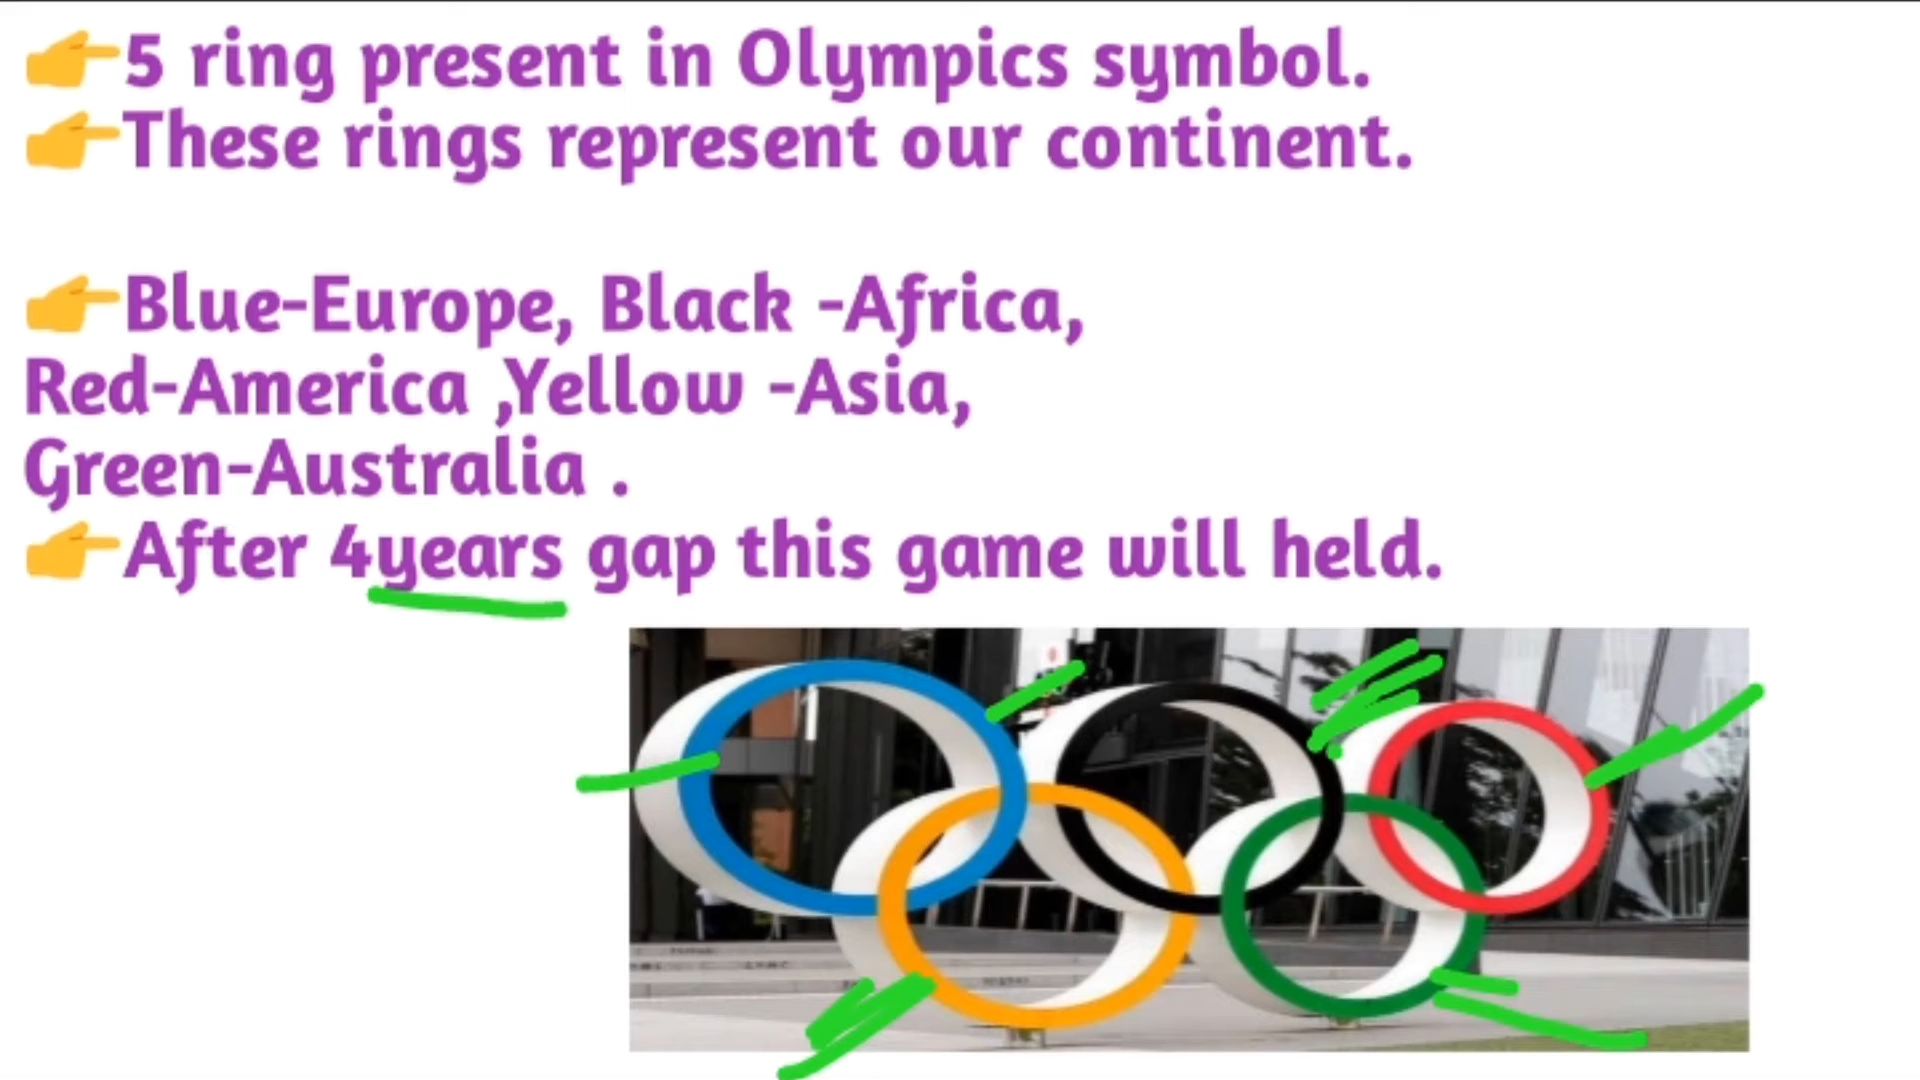 👉5 ring present in Olympics symbol.
👉These rings represent our continent.
👉Blue-Europe, Black -Africa,
Red-America ,Yellow -Asia,
Green-Australia .
👉After 4years gap this game will held.